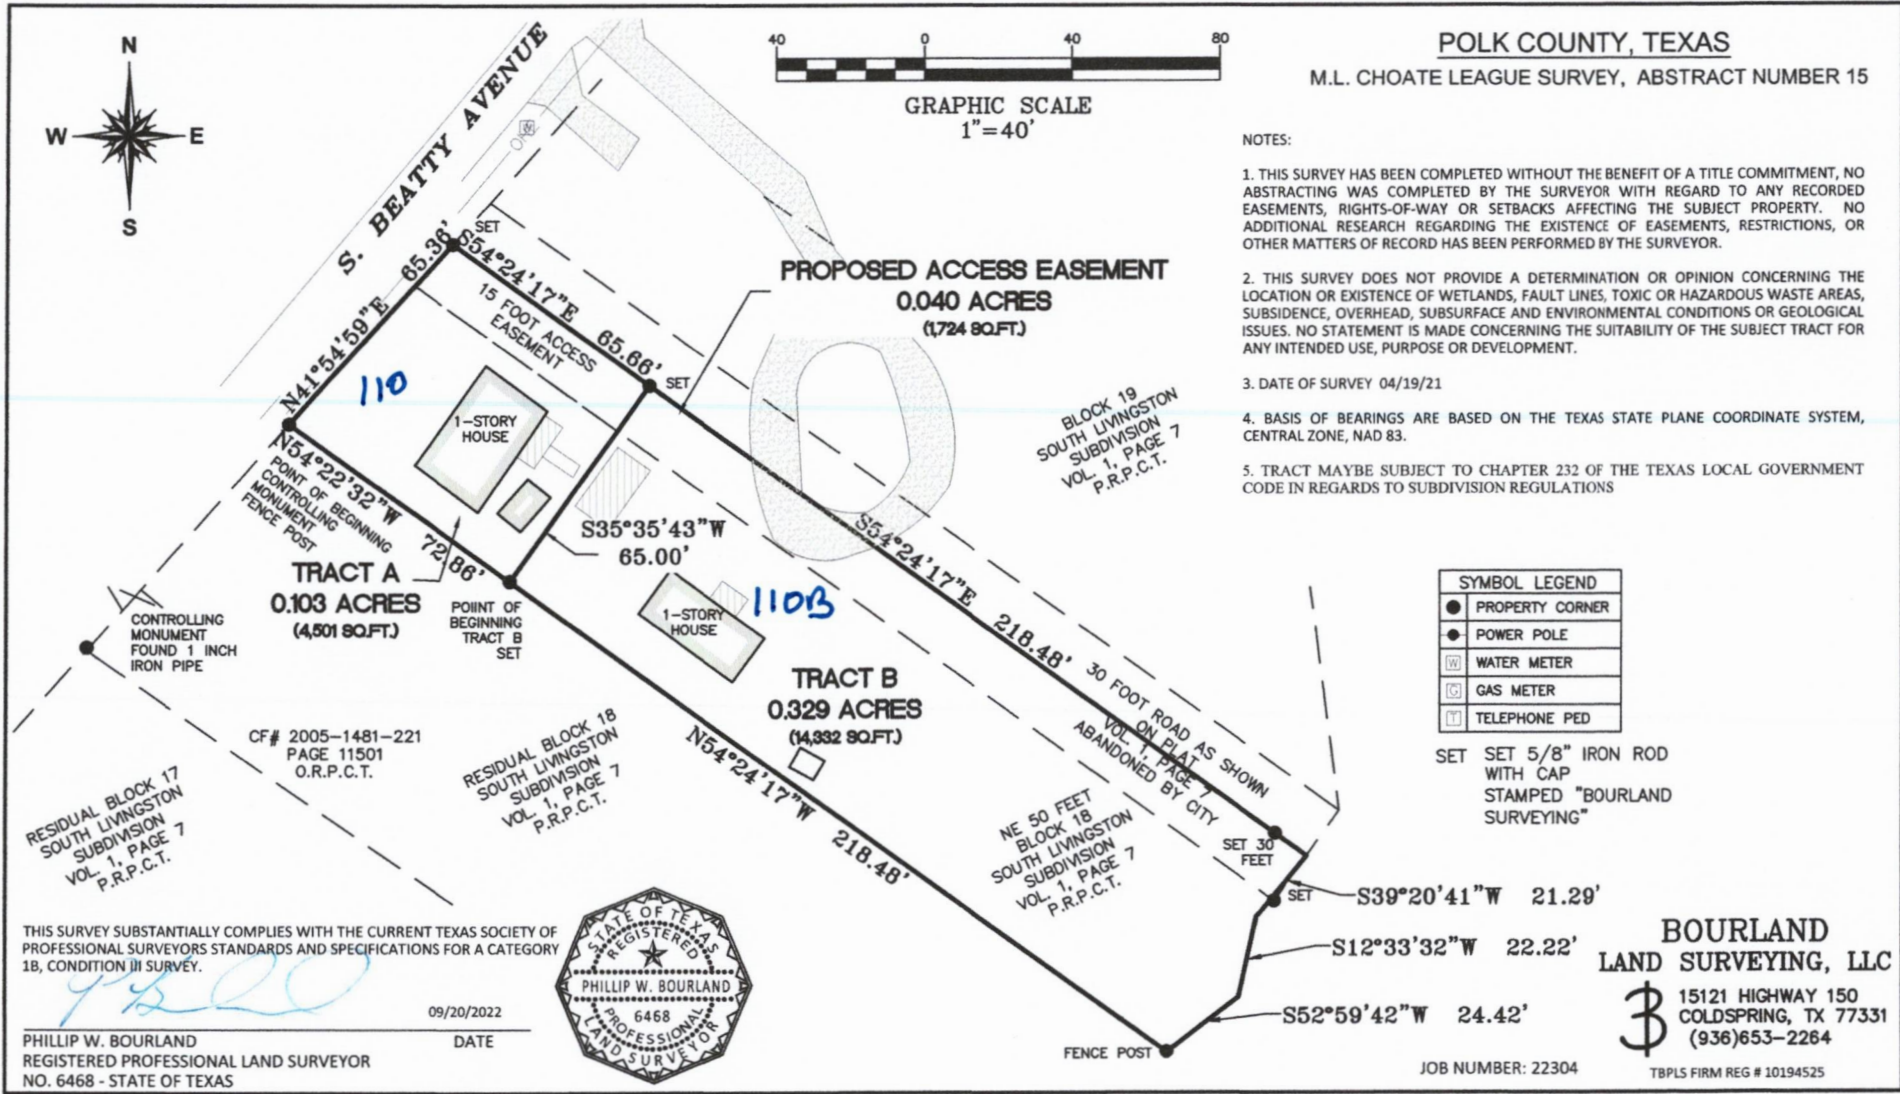 N
W
E
S
S. BEATTY AVENUE
40
0
40
80
GRAPHIC SCALE
1"=40'
POLK COUNTY, TEXAS
M.L. CHOATE LEAGUE SURVEY, ABSTRACT NUMBER 15
NOTES:
1. THIS SURVEY HAS BEEN COMPLETED WITHOUT THE BENEFIT OF A TITLE COMMITMENT, NO
ABSTRACTING WAS COMPLETED BY THE SURVEYOR WITH REGARD TO ANY RECORDED
EASEMENTS, RIGHTS-OF-WAY OR SETBACKS AFFECTING THE SUBJECT PROPERTY. NO
ADDITIONAL RESEARCH REGARDING THE EXISTENCE OF EASEMENTS, RESTRICTIONS, OR
OTHER MATTERS OF RECORD HAS BEEN PERFORMED BY THE SURVEYOR.
2. THIS SURVEY DOES NOT PROVIDE A DETERMINATION OR OPINION CONCERNING THE
LOCATION OR EXISTENCE OF WETLANDS, FAULT LINES, TOXIC OR HAZARDOUS WASTE AREAS,
SUBSIDENCE, OVERHEAD, SUBSURFACE AND ENVIRONMENTAL CONDITIONS OR GEOLOGICAL
ISSUES. NO STATEMENT IS MADE CONCERNING THE SUITABILITY OF THE SUBJECT TRACT FOR
ANY INTENDED USE, PURPOSE OR DEVELOPMENT.
3. DATE OF SURVEY 04/19/21
4. BASIS OF BEARINGS ARE BASED ON THE TEXAS STATE PLANE COORDINATE SYSTEM,
CENTRAL ZONE, NAD 83.
5. TRACT MAYBE SUBJECT TO CHAPTER 232 OF THE TEXAS LOCAL GOVERNMENT
CODE IN REGARDS TO SUBDIVISION REGULATIONS
W
SET
N41°54'59"E 65.36'
S54°24'17"E 65.66'
15 FOOT ACCESS
EASEMENT
SET
PROPOSED ACCESS EASEMENT
0.040 ACRES
(1,724 SQ.FT.)
110
1-STORY
HOUSE
N54°22'32"W 72.86'
POINT OF BEGINNING
CONTROLLING
MONUMENT
FENCE POST
TRACT A
0.103 ACRES
(4,501 SQ.FT.)
S35°35'43"W
65.00'
BLOCK 19
SOUTH LIVINGSTON
SUBDIVISION
VOL. 1, PAGE 7
P.R.P.C.T.
S54°24'17"E 218.48'
110B
1-STORY
HOUSE
POIINT OF
BEGINNING
TRACT B
SET
CONTROLLING
MONUMENT
FOUND 1 INCH
IRON PIPE
TRACT B
0.329 ACRES
(14,332 SQ.FT.)
30 FOOT ROAD AS SHOWN
ON PLAT
VOL. 1, PAGE 7
ABANDONED BY CITY
N54°24'17"W 218.48'
CF# 2005-1481-221
PAGE 11501
O.R.P.C.T.
RESIDUAL BLOCK 17
SOUTH LIVINGSTON
SUBDIVISION
VOL. 1, PAGE 7
P.R.P.C.T.
RESIDUAL BLOCK 18
SOUTH LIVINGSTON
SUBDIVISION
VOL. 1, PAGE 7
P.R.P.C.T.
NE 50 FEET
BLOCK 18
SOUTH LIVINGSTON
SUBDIVISION
VOL. 1, PAGE 7
P.R.P.C.T.
SET 30
FEET
SET
S39°20'41"W 21.29'
S12°33'32"W 22.22'
S52°59'42"W 24.42'
FENCE POST
SYMBOL LEGEND
PROPERTY CORNER
POWER POLE
W WATER METER
G GAS METER
T TELEPHONE PED
SET SET 5/8" IRON ROD
WITH CAP
STAMPED "BOURLAND
SURVEYING"
THIS SURVEY SUBSTANTIALLY COMPLIES WITH THE CURRENT TEXAS SOCIETY OF
PROFESSIONAL SURVEYORS STANDARDS AND SPECIFICATIONS FOR A CATEGORY
1B, CONDITION III SURVEY.
09/20/2022
PHILLIP W. BOURLAND
DATE
REGISTERED PROFESSIONAL LAND SURVEYOR
NO. 6468 - STATE OF TEXAS
STATE OF TEXAS
REGISTERED
PHILLIP W. BOURLAND
6468
PROFESSIONAL
LAND SURVEYOR
BOURLAND
LAND SURVEYING, LLC
15121 HIGHWAY 150
COLDSPRING, TX 77331
(936)653-2264
JOB NUMBER: 22304
TBPLS FIRM REG # 10194525